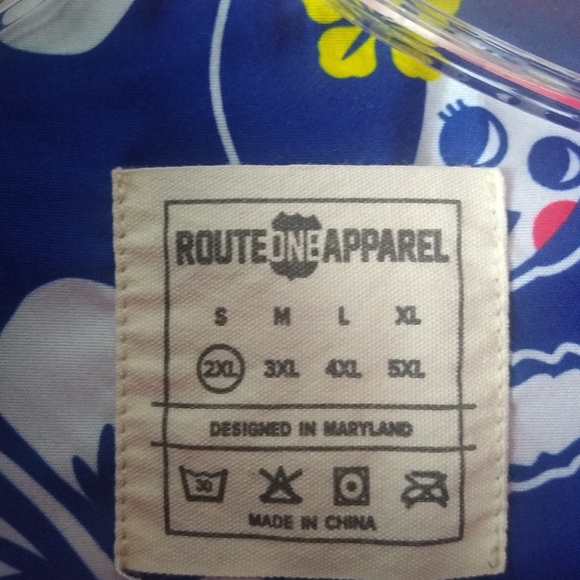 ROUTE ONE APPAREL
S M L XL
2XL 3XL 4XL 5XL
DESIGNED IN MARYLAND
30
MADE IN CHINA